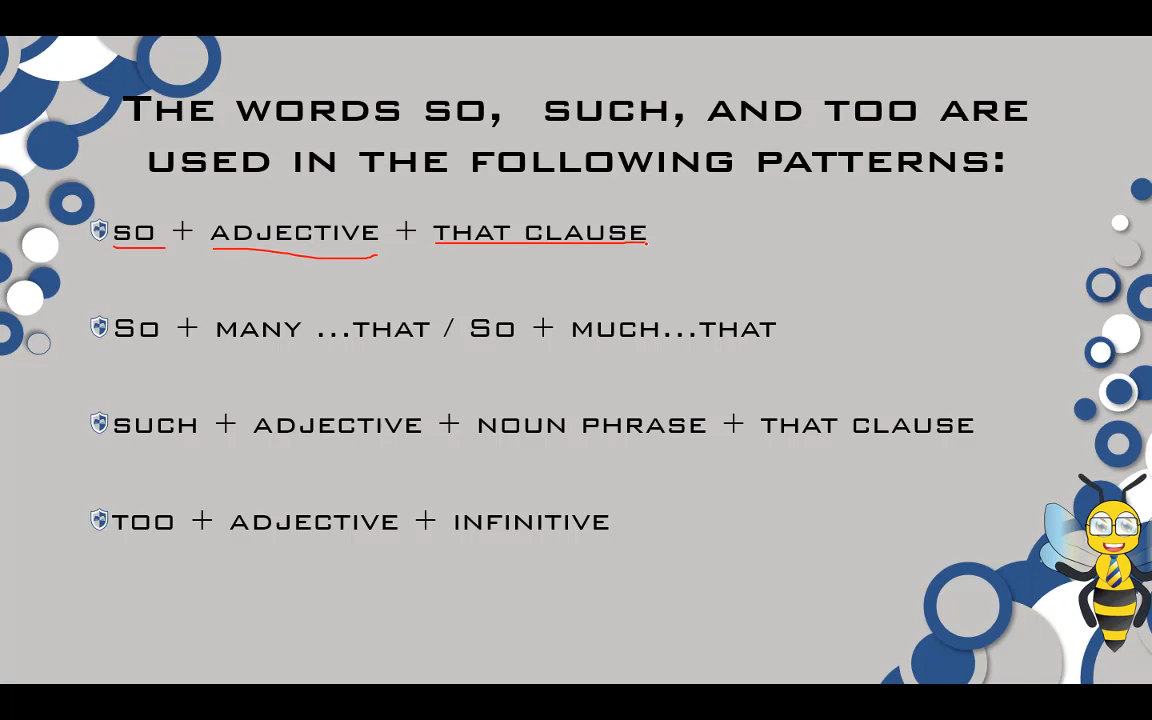 The words so, such, and too are
used in the following patterns:
so + adjective + that clause
So + many ...that / So + much...that
such + adjective + noun phrase + that clause
too + adjective + infinitive